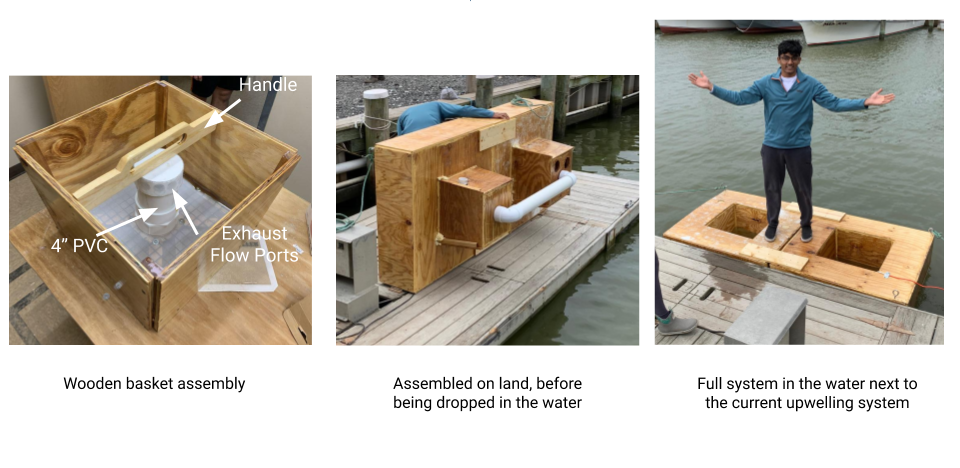 Handle
4” PVC
Exhaust
Flow Ports
Wooden basket assembly
Assembled on land, before
being dropped in the water
Full system in the water next to
the current upwelling system